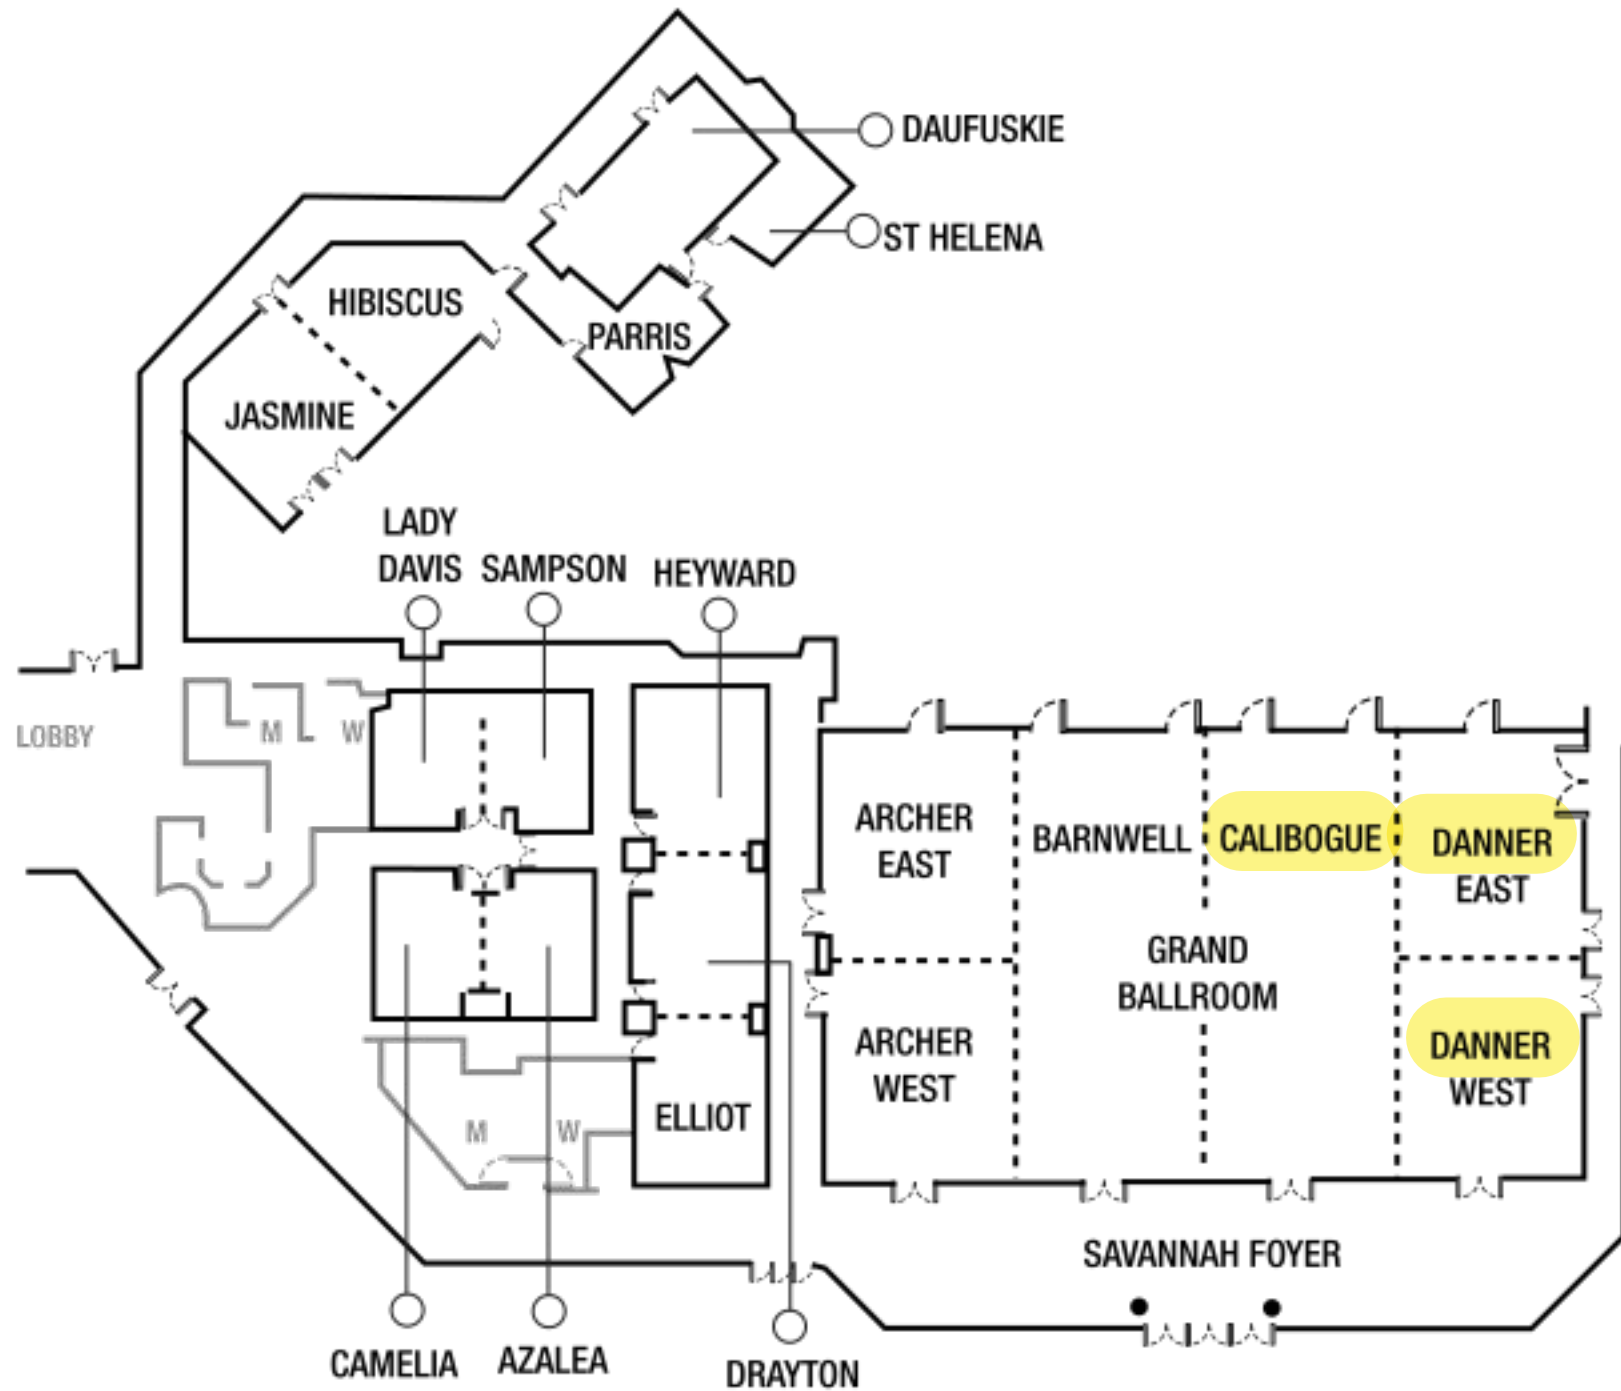 DAUFUSKIE
ST HELENA
HIBISCUS
PARRIS
JASMINE
LADY
DAVIS
SAMPSON
HEYWARD
LOBBY
M
W
ARCHER
EAST
BARNWELL
CALIBOGUE
DANNER
EAST
GRAND
BALLROOM
ARCHER
WEST
DANNER
WEST
ELLIOT
M
W
SAVANNAH FOYER
CAMELIA
AZALEA
DRAYTON